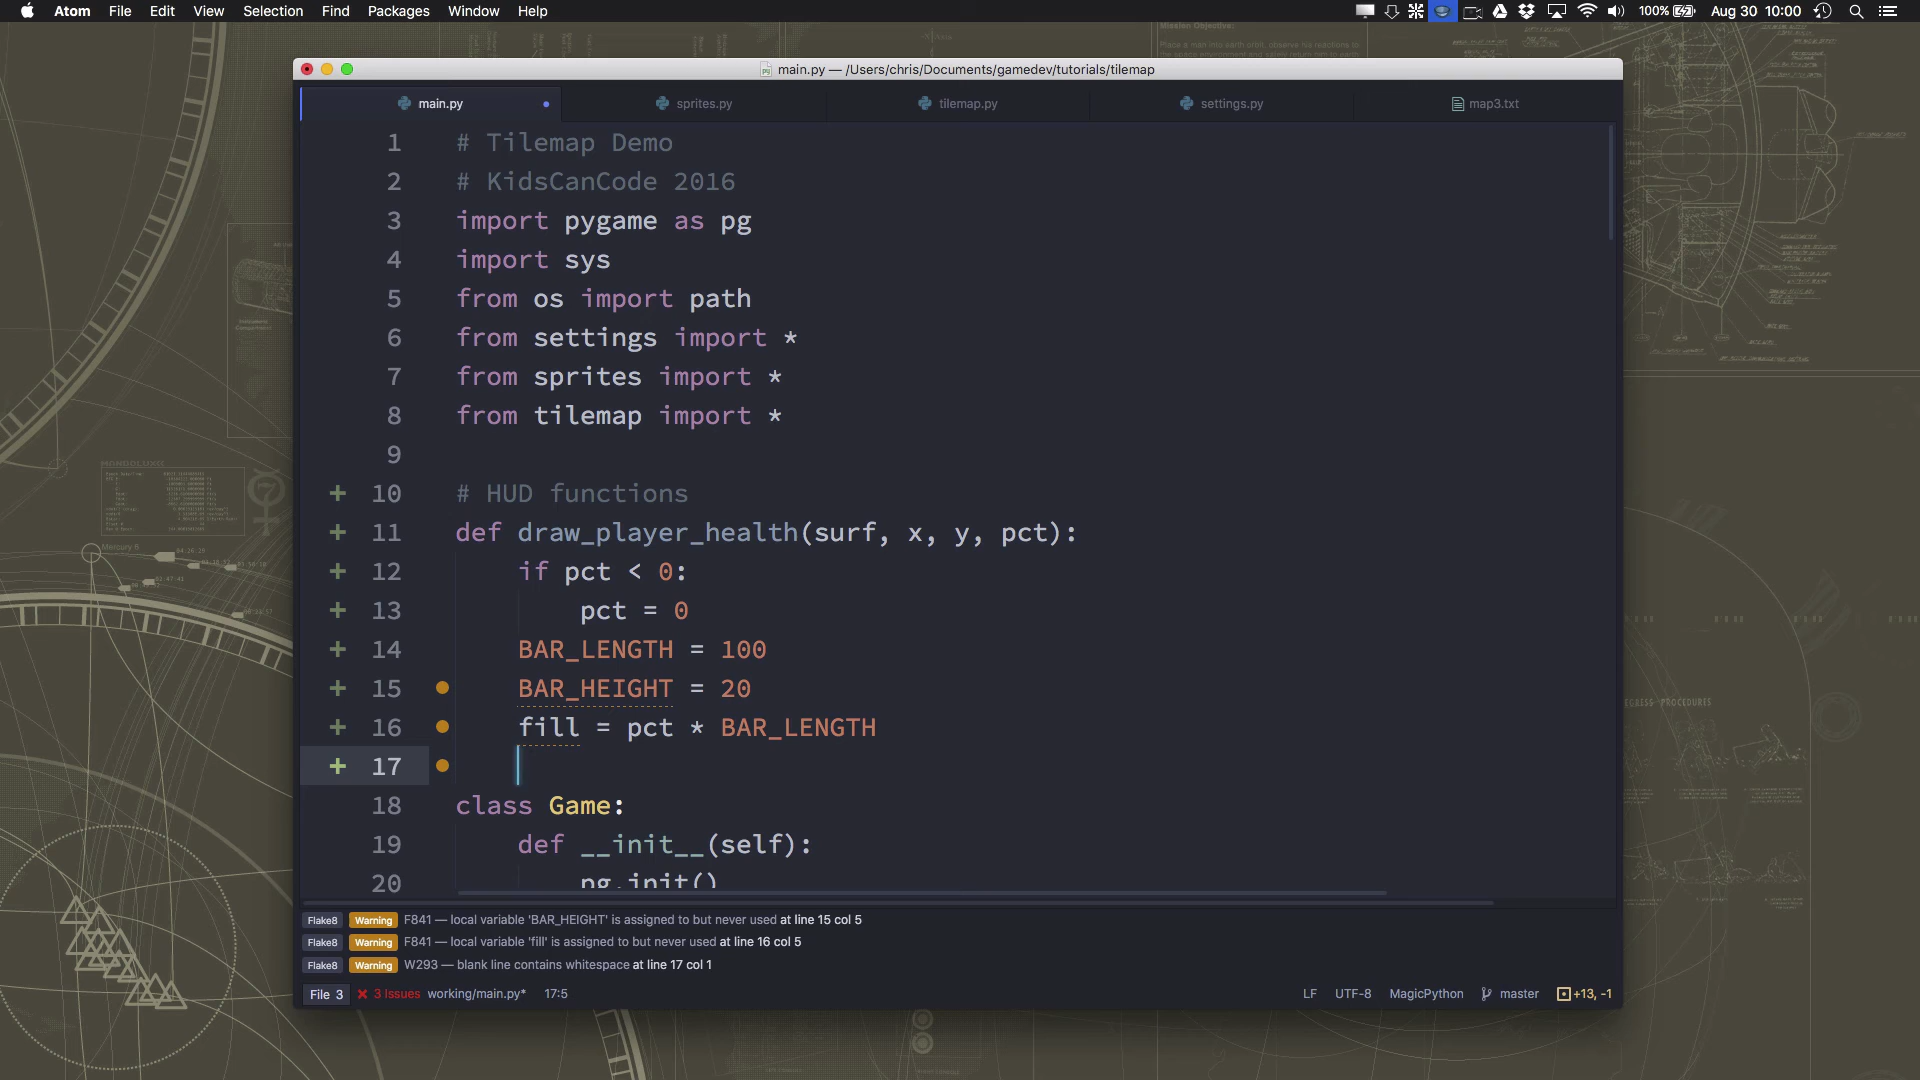 Atom File Edit View Selection Find Packages Window Help 100% Aug 30 10:00
main.py — /Users/chris/Documents/gamedev/tutorials/tilemap
main.py sprites.py tilemap.py settings.py map3.txt
1 # Tilemap Demo
2 # KidsCanCode 2016
3 import pygame as pg
4 import sys
5 from os import path
6 from settings import *
7 from sprites import *
8 from tilemap import *
9
+ 10 # HUD functions
+ 11 def draw_player_health(surf, x, y, pct):
+ 12 if pct < 0:
+ 13 pct = 0
+ 14 BAR_LENGTH = 100
+ 15 BAR_HEIGHT = 20
+ 16 fill = pct * BAR_LENGTH
+ 17
18 class Game:
19 def __init__(self):
20 pg.init()
Flake8 Warning F841 — local variable 'BAR_HEIGHT' is assigned to but never used at line 15 col 5
Flake8 Warning F841 — local variable 'fill' is assigned to but never used at line 16 col 5
Flake8 Warning W293 — blank line contains whitespace at line 17 col 1
File 3 3 Issues working/main.py* 17:5 LF UTF-8 MagicPython master +13, -1
Mission Objective:
Mercury 6